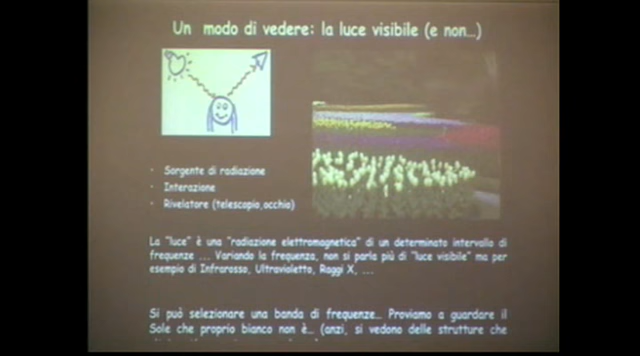 Un modo di vedere: la luce visibile (e non...)
· Sorgente di radiazione
· Interazione
· Rivelatore (telescopio,occhio)
La "luce" è una "radiazione elettromagnetica" di un determinato intervallo di
frequenze ... Variando la frequenza, non si parla più di "luce visibile" ma per
esempio di Infrarosso, Ultravioletto, Raggi X, ...
Si può selezionare una banda di frequenze... Proviamo a guardare il
Sole che proprio bianco non è... (anzi, si vedono delle strutture che